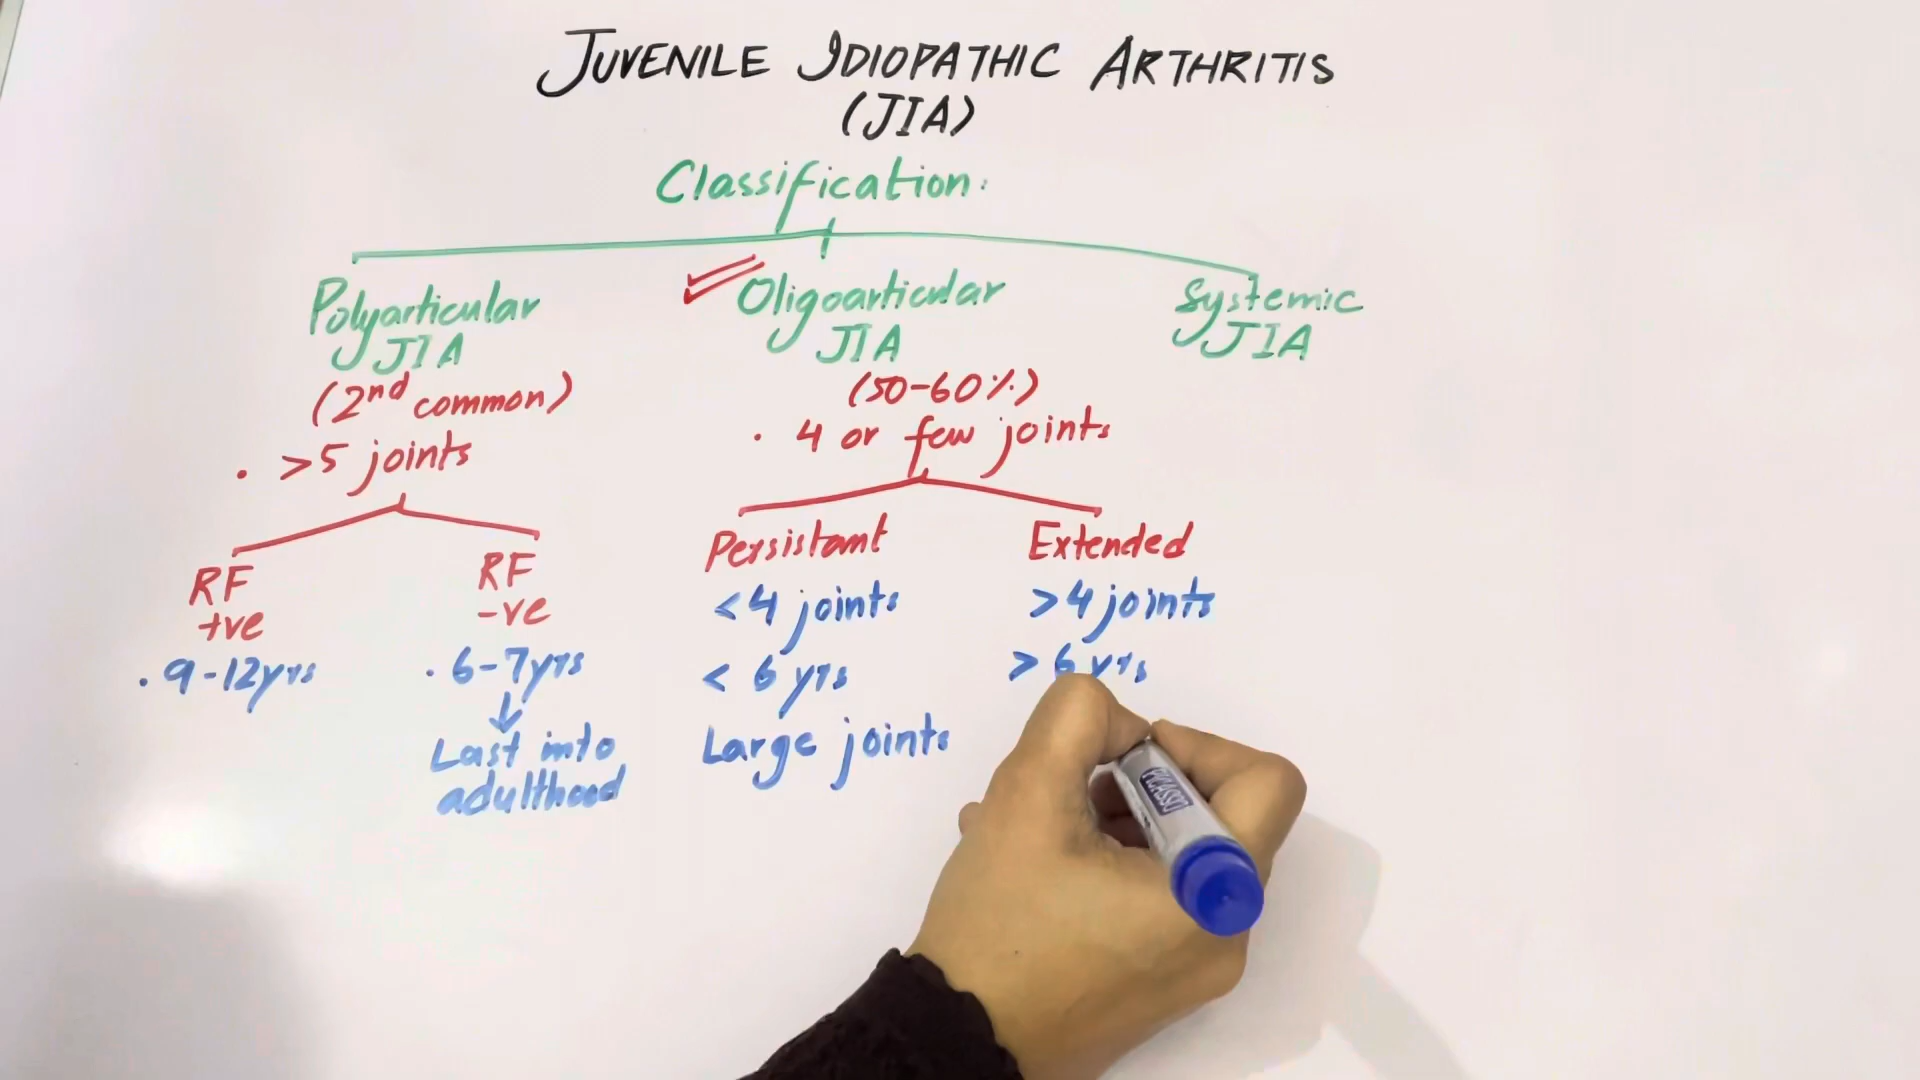 JUVENILE IDIOPATHIC ARTHRITIS
(JIA)
Classification:
Polyarticular
JIA
(2nd common)
. >5 joints
RF
+ve
. 9-12yrs
RF
-ve
. 6-7yrs
Last into
adulthood
Oligoarticular
JIA
(50-60%)
. 4 or few joints
Persistant
<4 joints
< 6 yrs
Large joints
Extended
>4 joints
> 6 yrs
Systemic
JIA
PICASSO